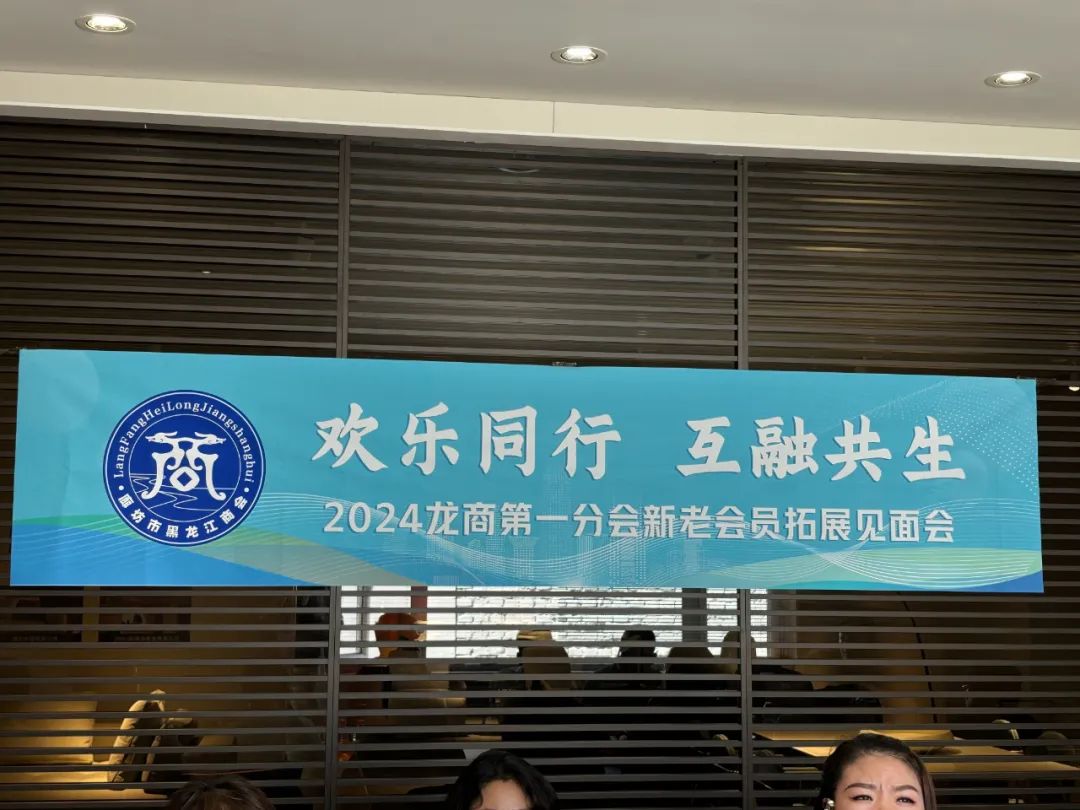 LangFangHeiLongJiangshanghui
商
廊坊市黑龙江商会
欢乐同行 互融共生
2024龙商第一分会新老会员拓展见面会